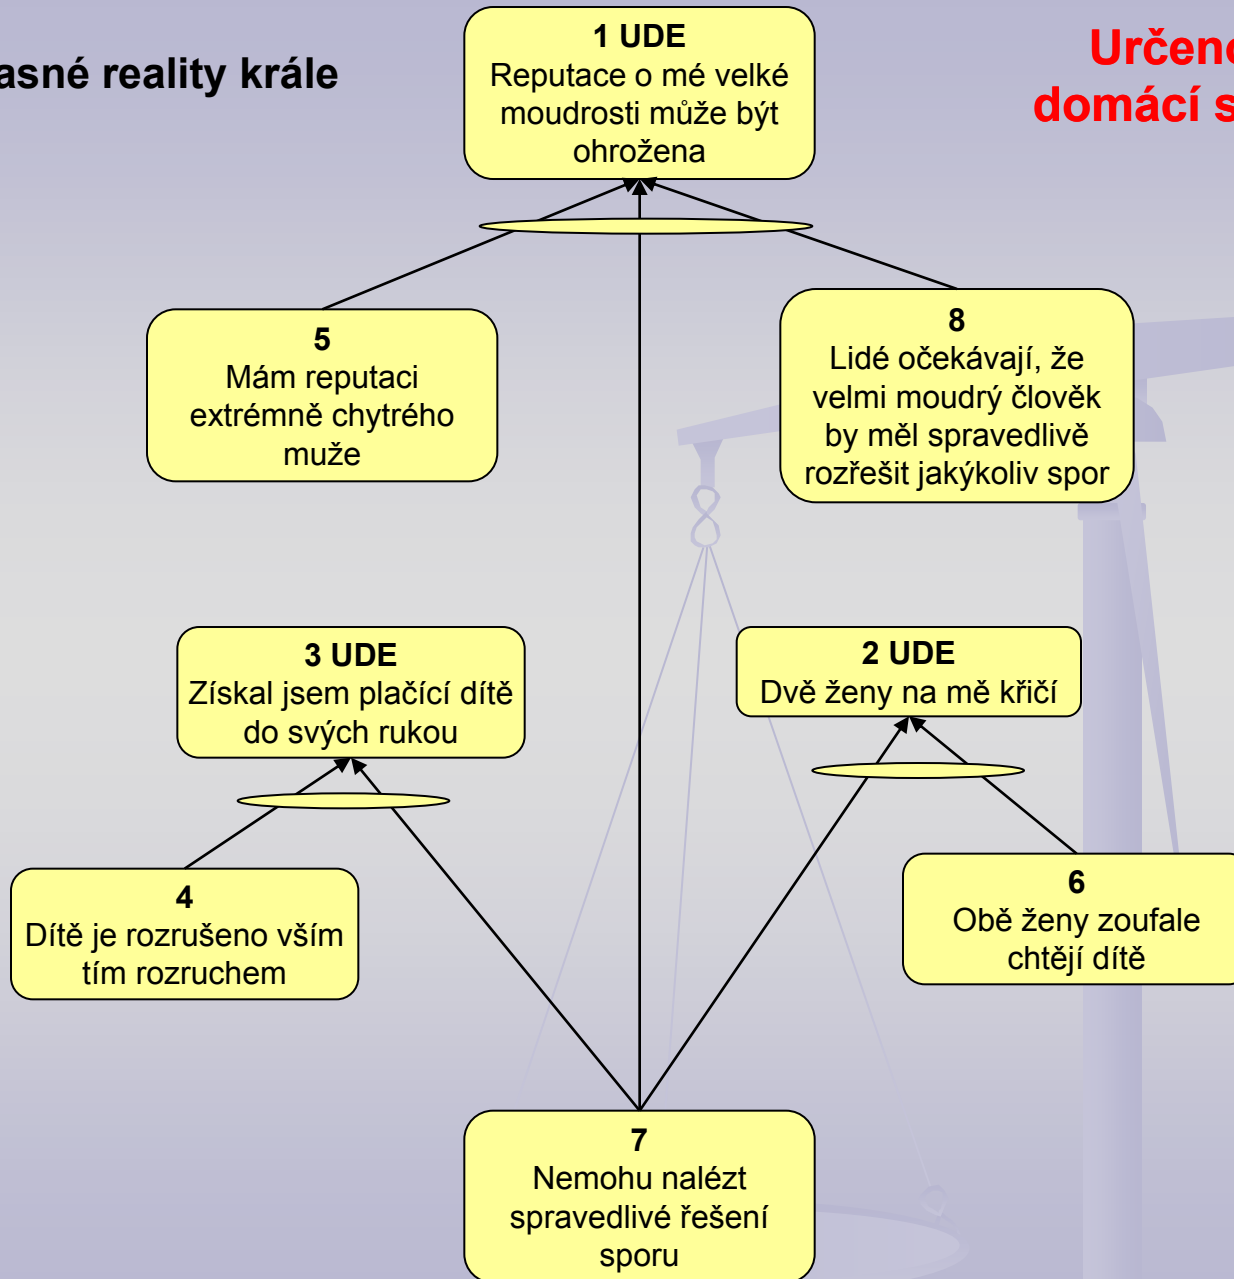 1 UDE
Reputace o mé velké
moudrosti může být
ohrožena
asné reality krále
Určeno
domácí s
5
Mám reputaci
extrémně chytrého
muže
8
Lidé očekávají, že
velmi moudrý člověk
by měl spravedlivě
rozřešit jakýkoliv spor
3 UDE
Získal jsem plačící dítě
do svých rukou
2 UDE
Dvě ženy na mě křičí
4
Dítě je rozrušeno vším
tím rozruchem
6
Obě ženy zoufale
chtějí dítě
7
Nemohu nalézt
spravedlivé řešení
sporu